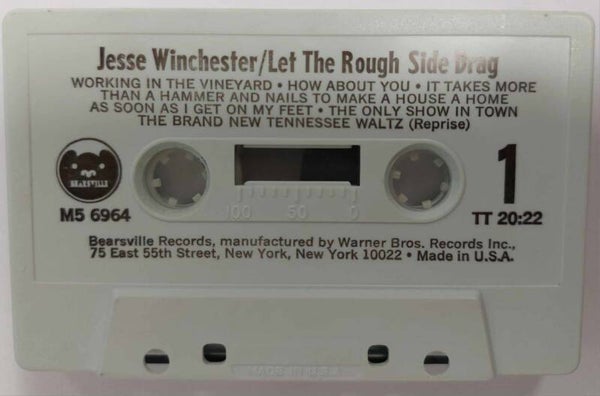 Jesse Winchester/Let The Rough Side Drag
WORKING IN THE VINEYARD • HOW ABOUT YOU • IT TAKES MORE
THAN A HAMMER AND NAILS TO MAKE A HOUSE A HOME
AS SOON AS I GET ON MY FEET • THE ONLY SHOW IN TOWN
THE BRAND NEW TENNESSEE WALTZ (Reprise)
BEARSVILLE
1
M5 6964
100 50 0
TT 20:22
Bearsville Records, manufactured by Warner Bros. Records Inc.,
75 East 55th Street, New York, New York 10022 • Made in U.S.A.
MADE IN U.S.A.